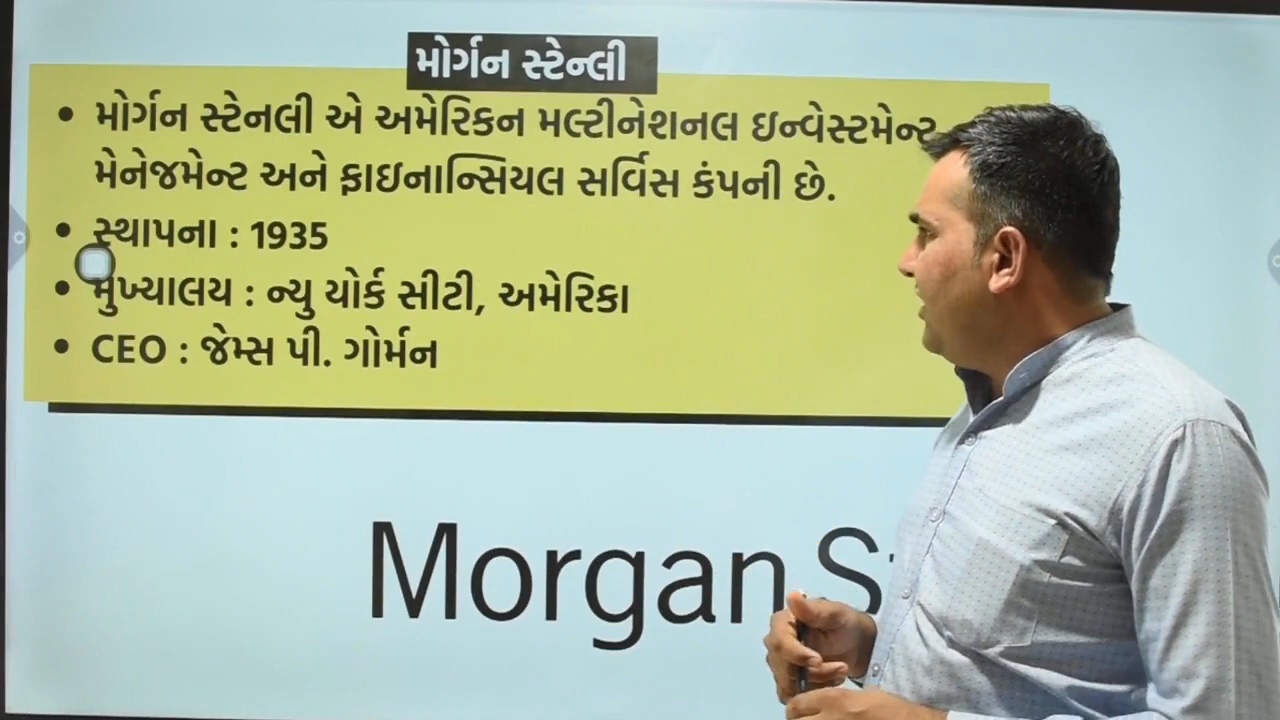 મોર્ગન સ્ટેન્લી
• મોર્ગન સ્ટેનલી એ અમેરિકન મલ્ટીનેશનલ ઇન્વેસ્ટમેન્ટ
મેનેજમેન્ટ અને ફાઇનાન્સિયલ સર્વિસ કંપની છે.
• સ્થાપના : 1935
• મુખ્યાલય : ન્યુ યોર્ક સીટી, અમેરિકા
• CEO : જેમ્સ પી. ગોર્મન
Morgan